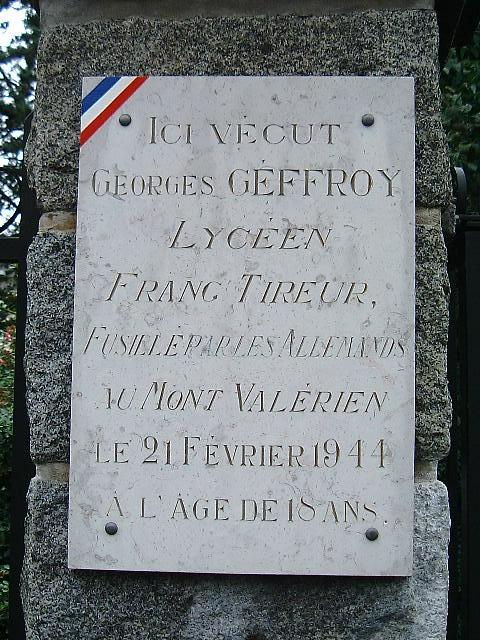 ICI VÉCUT
GEORGES GÉFFROY
LYCÉEN
FRANC TIREUR,
FUSILLÉ PAR LES ALLEMANDS
AU MONT VALÉRIEN
LE 21 FÉVRIER 1944
À L'ÂGE DE 18 ANS.